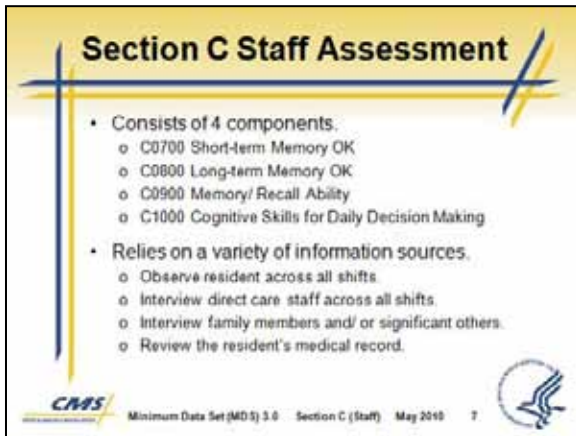 Section C Staff Assessment
• Consists of 4 components.
o C0700 Short-term Memory OK
o C0800 Long-term Memory OK
o C0900 Memory/ Recall Ability
o C1000 Cognitive Skills for Daily Decision Making
• Relies on a variety of information sources.
o Observe resident across all shifts.
o Interview direct care staff across all shifts.
o Interview family members and/ or significant others.
o Review the resident's medical record.
CMS
Minimum Data Set (MDS) 3.0 Section C (Staff) May 2010 7